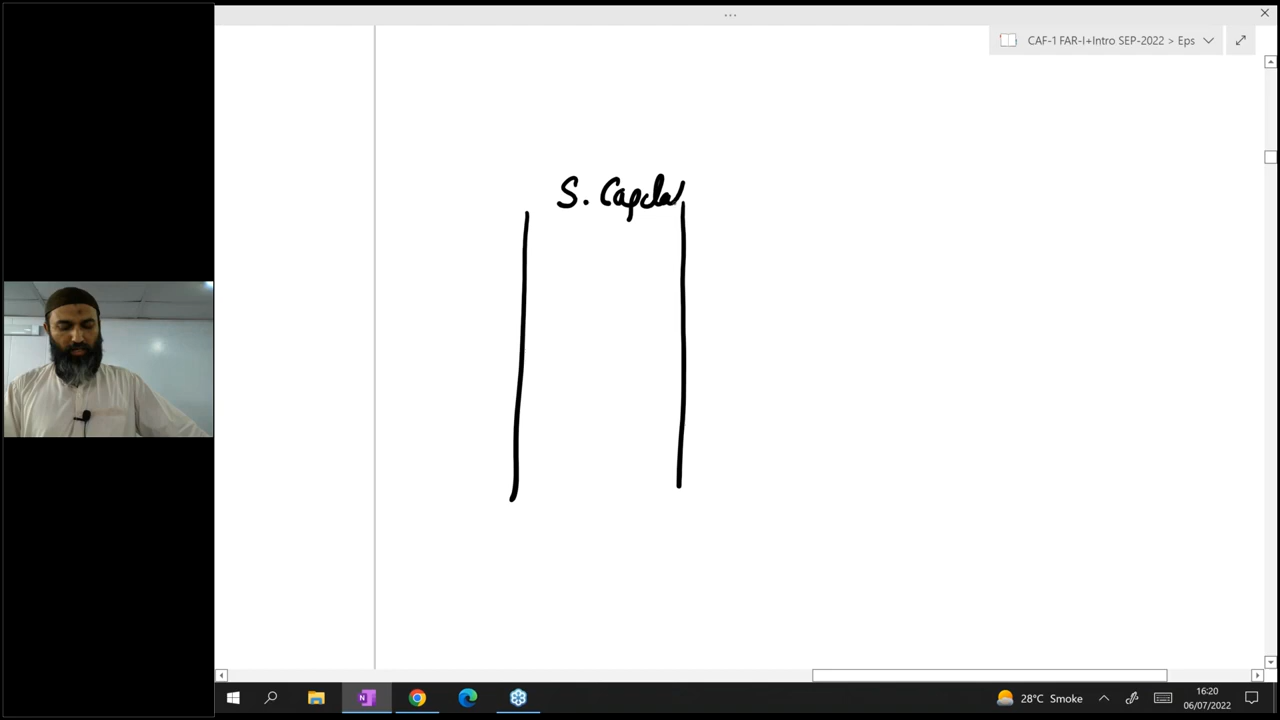 CAF-1 FAR-I+Intro SEP-2022 > Eps
S. Capital
28°C Smoke
16:20
06/07/2022